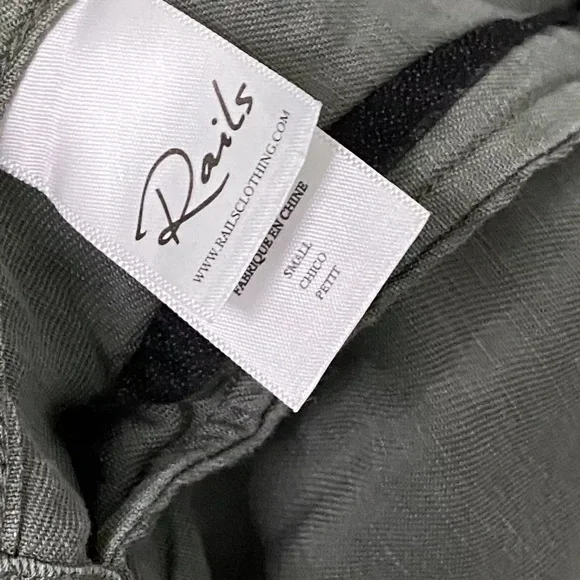 Rails
WWW.RAILSCLOTHING.COM
FABRIQUE EN CHINE
SMALL
CHICO
PETIT